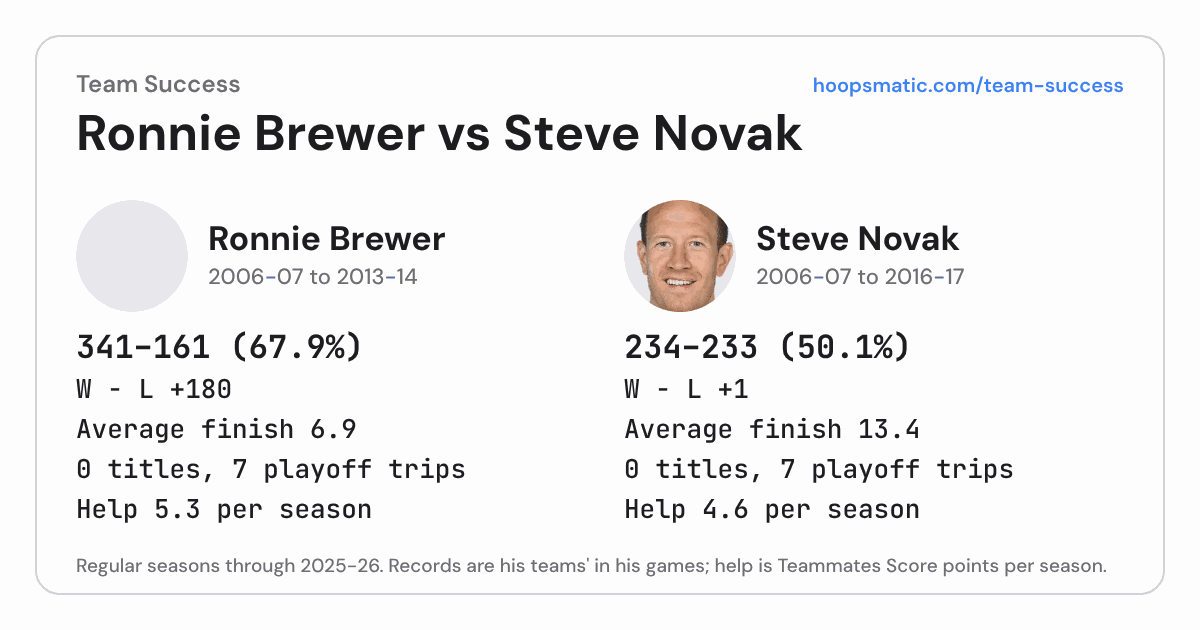 Team Success
hoopsmatic.com/team-success
Ronnie Brewer vs Steve Novak
Ronnie Brewer
2006-07 to 2013-14
341-161 (67.9%)
W - L +180
Average finish 6.9
0 titles, 7 playoff trips
Help 5.3 per season
Steve Novak
2006-07 to 2016-17
234-233 (50.1%)
W - L +1
Average finish 13.4
0 titles, 7 playoff trips
Help 4.6 per season
Regular seasons through 2025-26. Records are his teams' in his games; help is Teammates Score points per season.